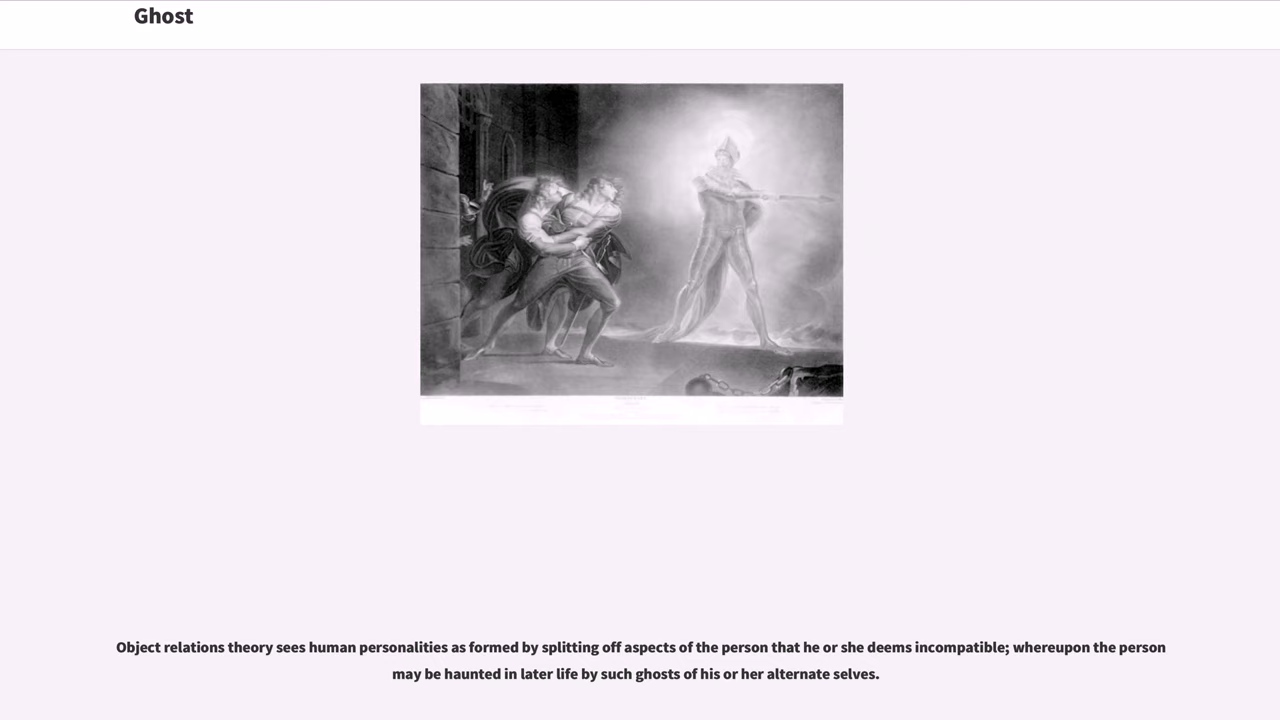 Ghost
Object relations theory sees human personalities as formed by splitting off aspects of the person that he or she deems incompatible; whereupon the person
may be haunted in later life by such ghosts of his or her alternate selves.